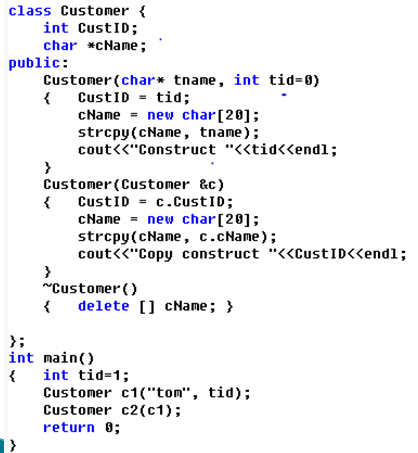 class Customer {
int CustID;
char *cName;
public:
Customer(char* tname, int tid=0)
{ CustID = tid;
cName = new char[20];
strcpy(cName, tname);
cout<<"Construct "<<tid<<endl;
}
Customer(Customer &c)
{ CustID = c.CustID;
cName = new char[20];
strcpy(cName, c.cName);
cout<<"Copy construct "<<CustID<<endl;
}
~Customer()
{ delete [] cName; }
};
int main()
{ int tid=1;
Customer c1("tom", tid);
Customer c2(c1);
return 0;
}